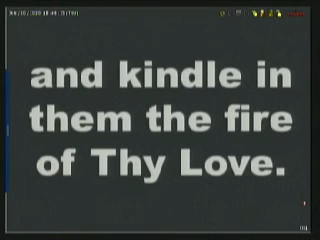 and kindle in
them the fire
of Thy Love.